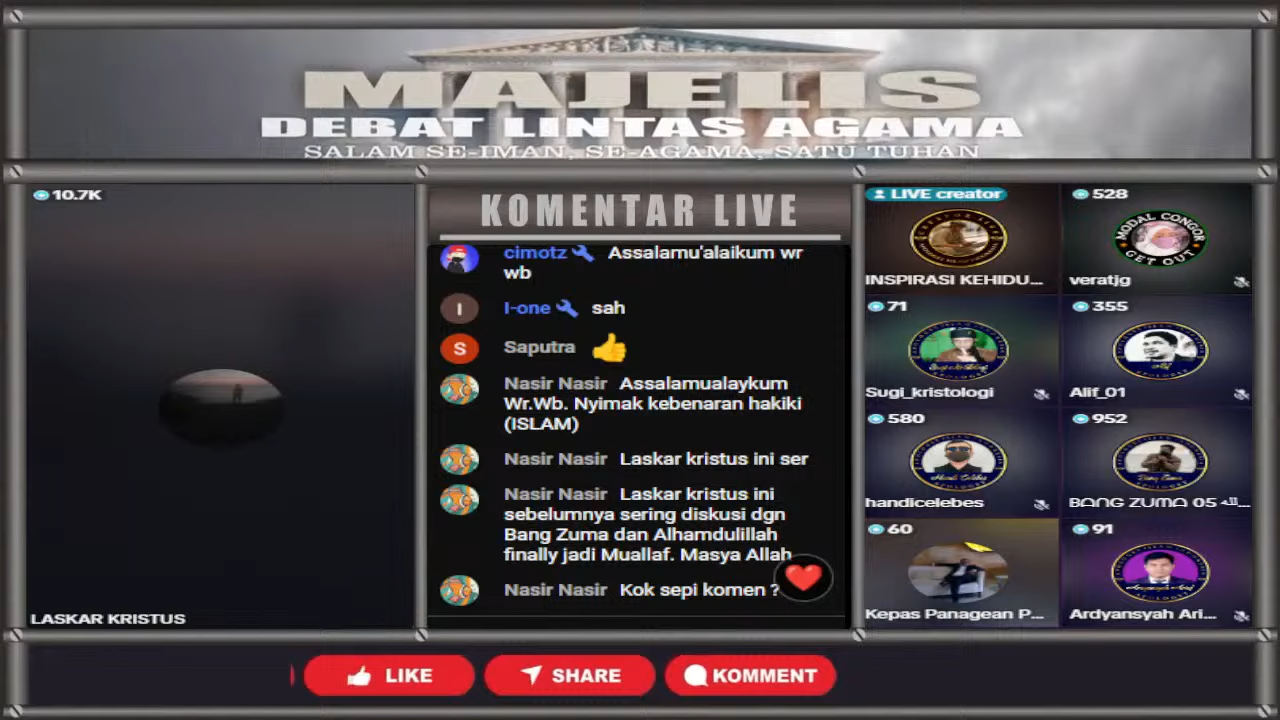 MAJELIS
DEBAT LINTAS AGAMA
SALAM SE-IMAN, SE-AGAMA, SATU TUHAN
10.7K
LASKAR KRISTUS
KOMENTAR LIVE
cimotz Assalamu'alaikum wr
wb
I
I-one sah
S
Saputra
Nasir Nasir Assalamualaykum
Wr.Wb. Nyimak kebenaran hakiki
(ISLAM)
Nasir Nasir Laskar kristus ini ser
Nasir Nasir Laskar kristus ini
sebelumnya sering diskusi dgn
Bang Zuma dan Alhamdulillah
finally jadi Muallaf. Masya Allah
Nasir Nasir Kok sepi komen ?
LIVE creator
INSPIRASI KEHIDU...
528
MODAL CONGOR
GET OUT
veratjg
71
Sugi_kristologi
355
Alif_01
580
handicelebes
952
BANG ZUMA 05
60
Kepas Panagean P...
91
Ardyansyah Ari...
LIKE
SHARE
KOMMENT